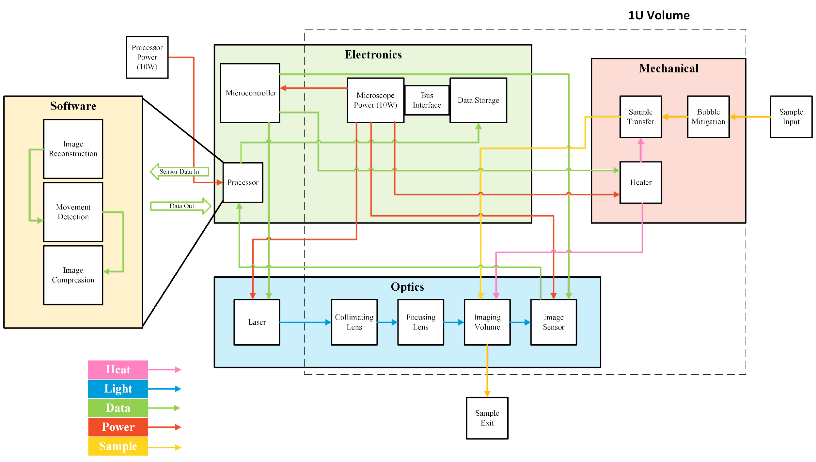 1U Volume
Processor
Power
(10W)
Electronics
Mechanical
Microcontroller
Microscope
Power (10W)
Bus
Interface
Data Storage
Sample
Transfer
Bubble
Mitigation
Sample
Input
Software
Image
Reconstruction
Sensor Data In
Processor
Heater
Movement
Detection
Data Out
Image
Compression
Optics
Laser
Collimating
Lens
Focusing
Lens
Imaging
Volume
Image
Sensor
Heat
Light
Data
Power
Sample
Sample
Exit